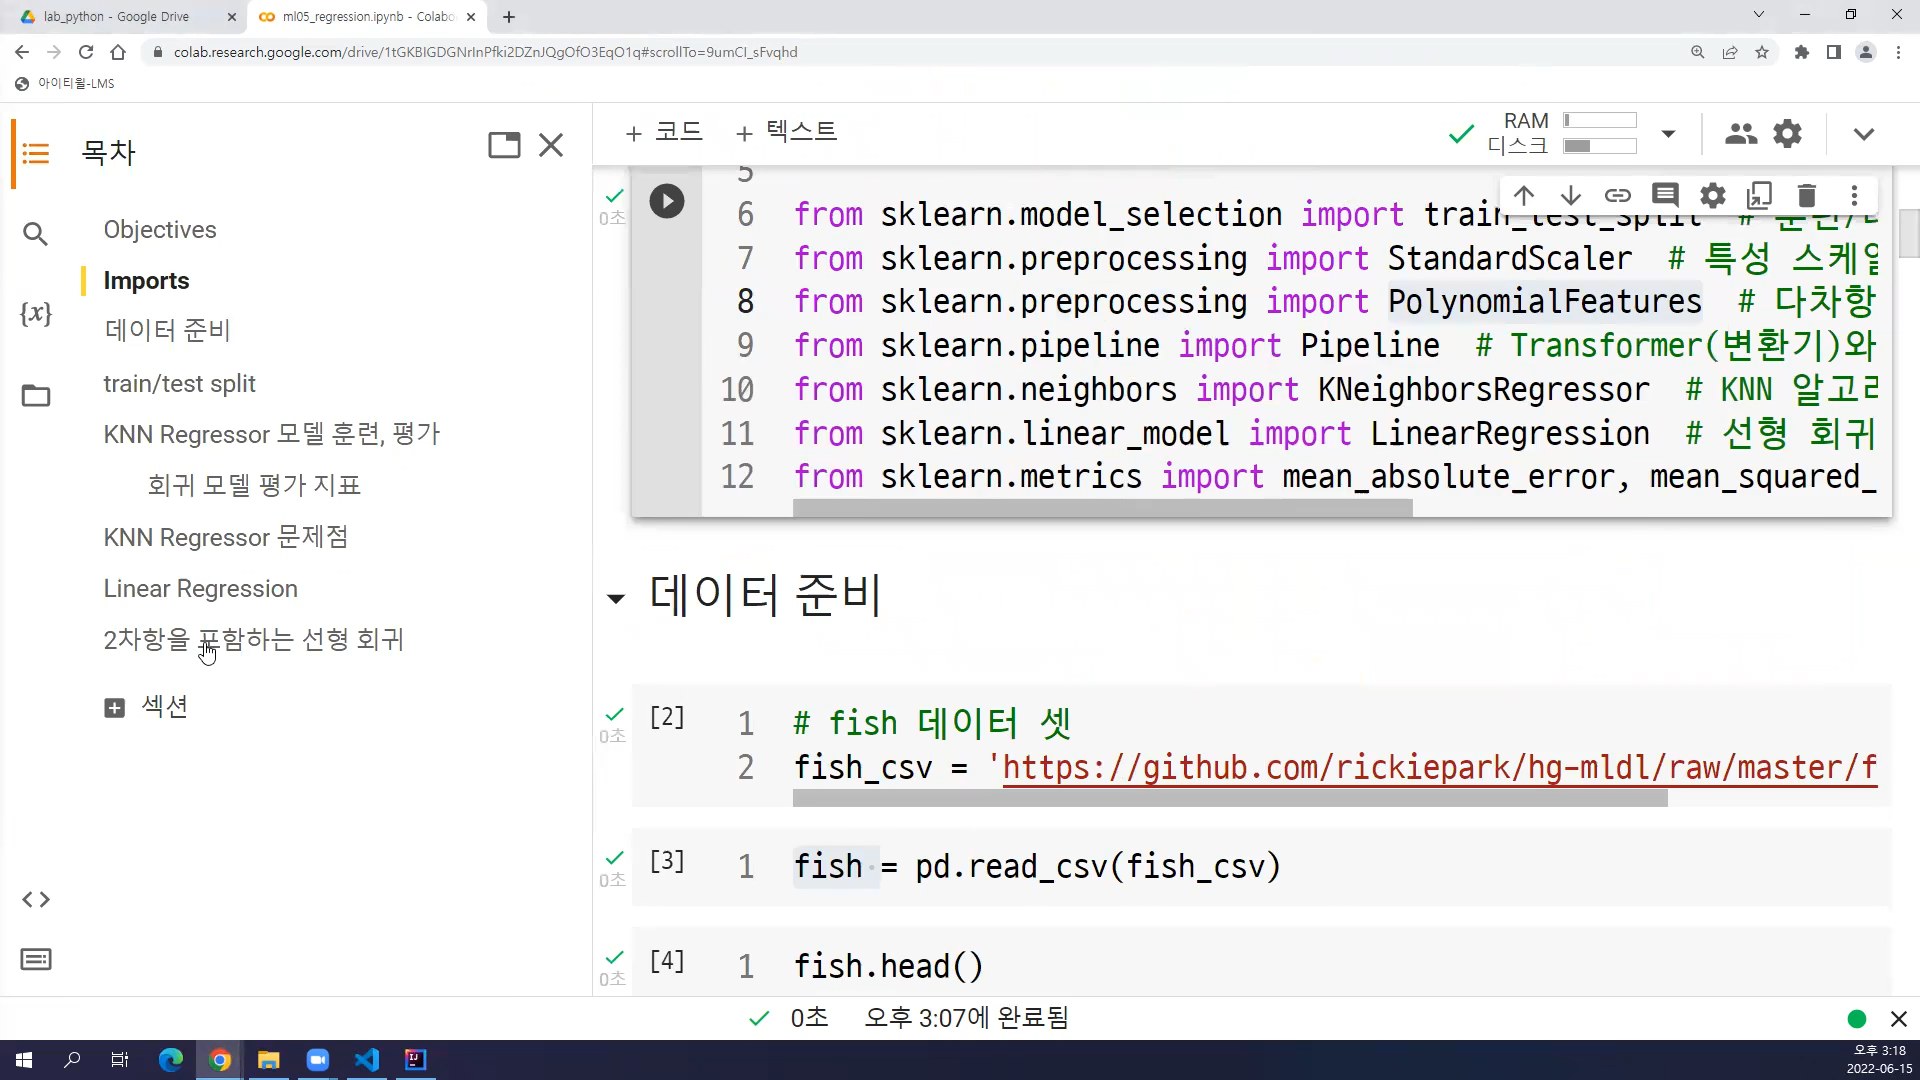 lab_python - Google Drive
ml05_regression.ipynb - Colabo
colab.research.google.com/drive/1tGKBIGDGNrInPfki2DZnJQgOfO3EqO1q#scrollTo=9umCI_sFvqhd
아이티윌-LMS
목차
Objectives
Imports
데이터 준비
train/test split
KNN Regressor 모델 훈련, 평가
회귀 모델 평가 지표
KNN Regressor 문제점
Linear Regression
2차항을 포함하는 선형 회귀
섹션
+ 코드 + 텍스트
RAM
디스크
0초
5
6 from sklearn.model_selection import train_test_split # 훈련/
7 from sklearn.preprocessing import StandardScaler # 특성 스케일
8 from sklearn.preprocessing import PolynomialFeatures # 다차항
9 from sklearn.pipeline import Pipeline # Transformer(변환기)와
10 from sklearn.neighbors import KNeighborsRegressor # KNN 알고리
11 from sklearn.linear_model import LinearRegression # 선형 회귀
12 from sklearn.metrics import mean_absolute_error, mean_squared_
데이터 준비
0초
[2] 1 # fish 데이터 셋
2 fish_csv = 'https://github.com/rickiepark/hg-mldl/raw/master/f
0초
[3] 1 fish = pd.read_csv(fish_csv)
0초
[4] 1 fish.head()
0초 오후 3:07에 완료됨
오후 3:18
2022-06-15